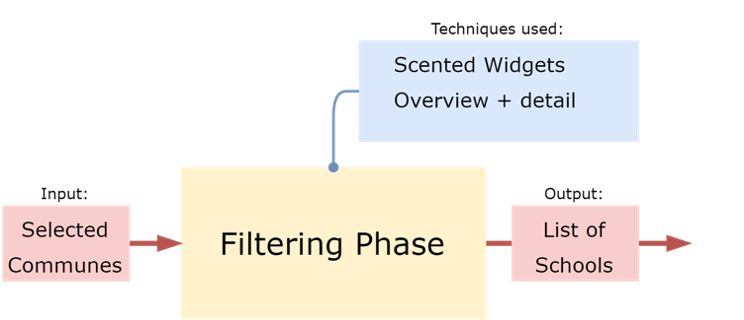 Techniques used:
Scented Widgets
Overview + detail
Input:
Selected
Communes
Filtering Phase
Output:
List of
Schools